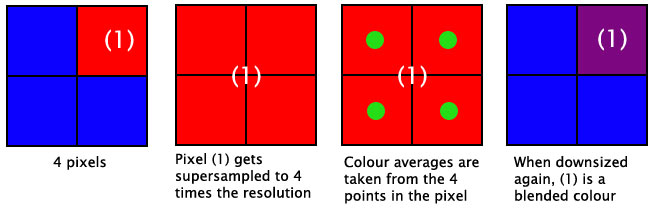 (1)
(1)
(1)
(1)
4 pixels
Pixel (1) gets
supersampled to 4
times the resolution
Colour averages are
taken from the 4
points in the pixel
When downsized
again, (1) is a
blended colour